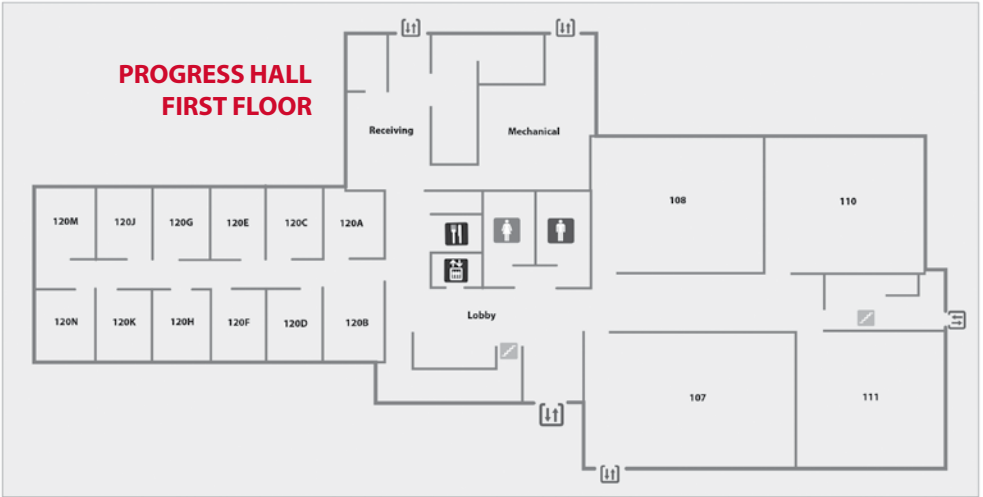 PROGRESS HALL
FIRST FLOOR
Receiving
Mechanical
108
110
120M
120J
120G
120E
120C
120A
Lobby
120N
120K
120H
120F
120D
120B
107
111